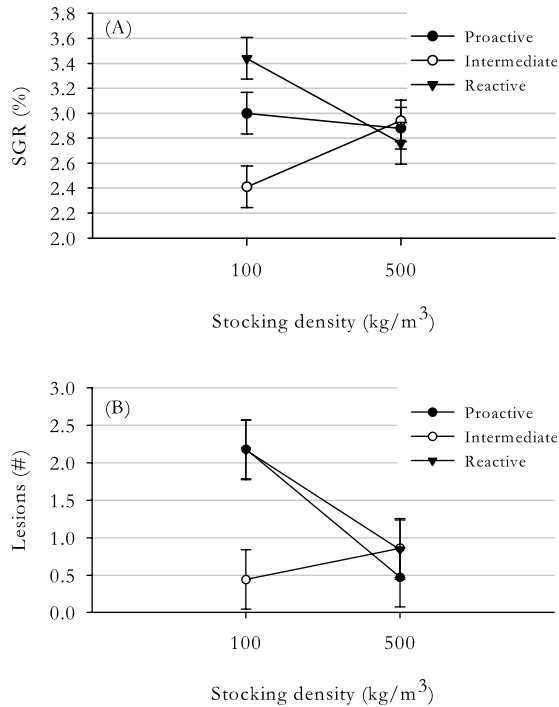 (A)
3.8
3.6
3.4
3.2
3.0
2.8
2.6
2.4
2.2
2.0
SGR (%)
Proactive
Intermediate
Reactive
100
500
Stocking density (kg/m3)
(B)
3.0
2.5
2.0
1.5
1.0
0.5
0.0
Lesions (#)
Proactive
Intermediate
Reactive
100
500
Stocking density (kg/m3)